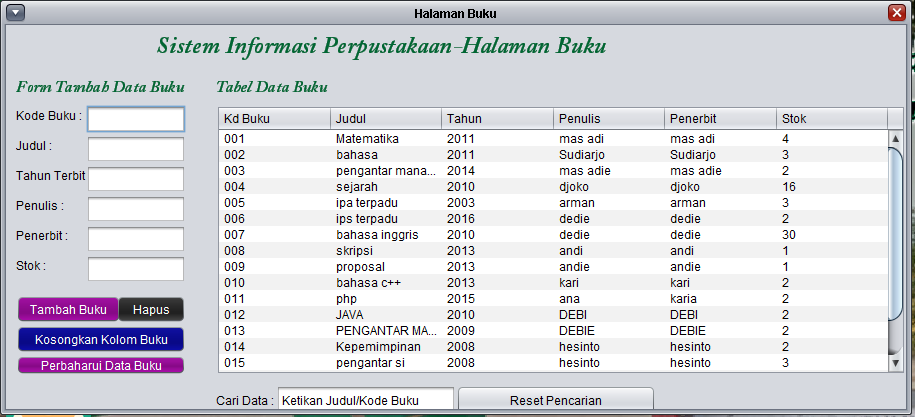 Halaman Buku
Sistem Informasi Perpustakaan-Halaman Buku
Form Tambah Data Buku
Kode Buku :
Judul :
Tahun Terbit
Penulis :
Penerbit :
Stok :
Tambah Buku Hapus
Kosongkan Kolom Buku
Perbaharui Data Buku
Tabel Data Buku
Kd Buku Judul Tahun Penulis Penerbit Stok
001 Matematika 2011 mas adi mas adi 4
002 bahasa 2011 Sudiarjo Sudiarjo 3
003 pengantar mana... 2014 mas adie mas adie 2
004 sejarah 2010 djoko djoko 16
005 ipa terpadu 2003 arman arman 3
006 ips terpadu 2016 dedie dedie 2
007 bahasa inggris 2010 dedie dedie 30
008 skripsi 2013 andi andi 1
009 proposal 2013 andie andie 1
010 bahasa c++ 2013 kari kari 2
011 php 2015 ana karia 2
012 JAVA 2010 DEBI DEBI 2
013 PENGANTAR MA... 2009 DEBIE DEBIE 2
014 Kepemimpinan 2008 hesinto hesinto 2
015 pengantar si 2008 hesinto hesinto 3
Cari Data : Ketikan Judul/Kode Buku Reset Pencarian